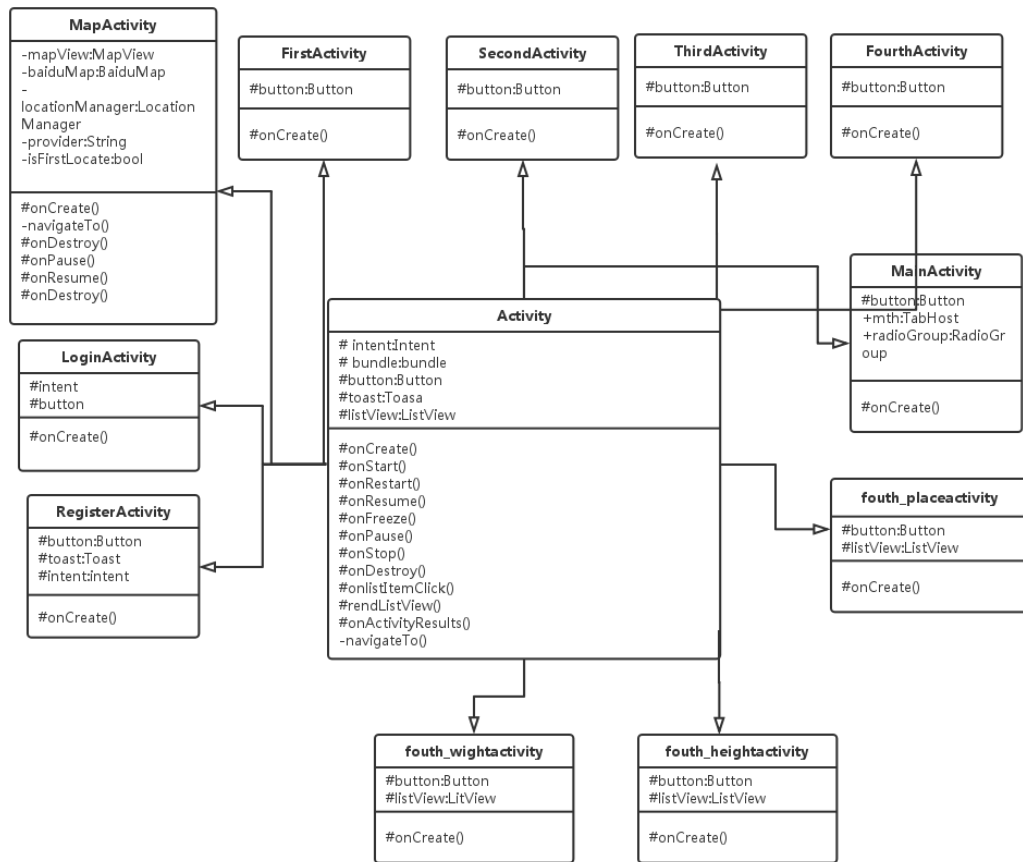 MapActivity
-mapView:MapView
-baiduMap:BaiduMap
-
locationManager:Location
Manager
-provider:String
-isFirstLocate:bool
#onCreate()
-navigateTo()
#onDestroy()
#onPause()
#onResume()
#onDestroy()
FirstActivity
#button:Button
#onCreate()
SecondActivity
#button:Button
#onCreate()
ThirdActivity
#button:Button
#onCreate()
FourthActivity
#button:Button
#onCreate()
MainActivity
#button:Button
+mth:TabHost
+radioGroup:RadioGr
oup
#onCreate()
Activity
# intent:Intent
# bundle:bundle
#button:Button
#toast:Toasa
#listView:ListView
#onCreate()
#onStart()
#onRestart()
#onResume()
#onFreeze()
#onPause()
#onStop()
#onDestroy()
#onlistItemClick()
#rendListView()
#onActivityResults()
-navigateTo()
LoginActivity
#intent
#button
#onCreate()
RegisterActivity
#button:Button
#toast:Toast
#intent:intent
#onCreate()
fouth_placeactivity
#button:Button
#listView:ListView
#onCreate()
fouth_wightactivity
#button:Button
#listView:LitView
#onCreate()
fouth_heightactivity
#button:Button
#listView:ListView
#onCreate()